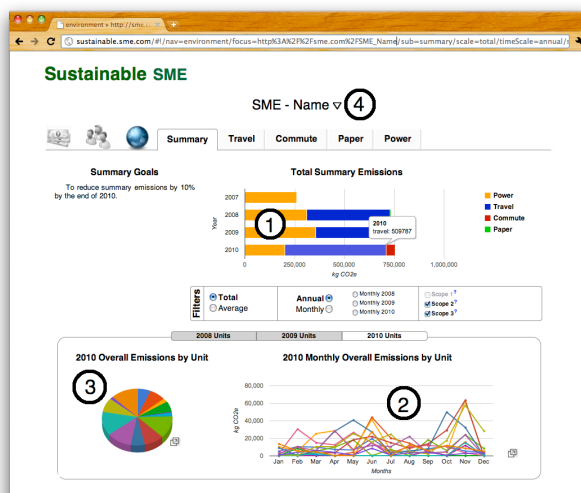 environment » http://sme.c
sustainable.sme.com/#!/nav=environment/focus=http%3A%2F%2Fsme.com%2FSME_Name/sub=summary/scale=total/timeScale=annual/
Sustainable SME
SME - Name ▽ 4
Summary Travel Commute Paper Power
Summary Goals
To reduce summary emissions by 10%
by the end of 2010.
Total Summary Emissions
Year
2007
2008
2009
2010
1
2010
travel: 509787
0 250,000 500,000 750,000 1,000,000
kg CO2s
Power
Travel
Commute
Paper
Filters
Total
Average
Annual
Monthly
Monthly 2008
Monthly 2009
Monthly 2010
Scope 1 ?
Scope 2 ?
Scope 3 ?
2008 Units 2009 Units 2010 Units
2010 Overall Emissions by Unit
3
2010 Monthly Overall Emissions by Unit
kg CO2s
80,000
60,000
40,000
20,000
0
2
Jan Feb Mar Apr May Jun Jul Aug Sep Oct Nov Dec
Months